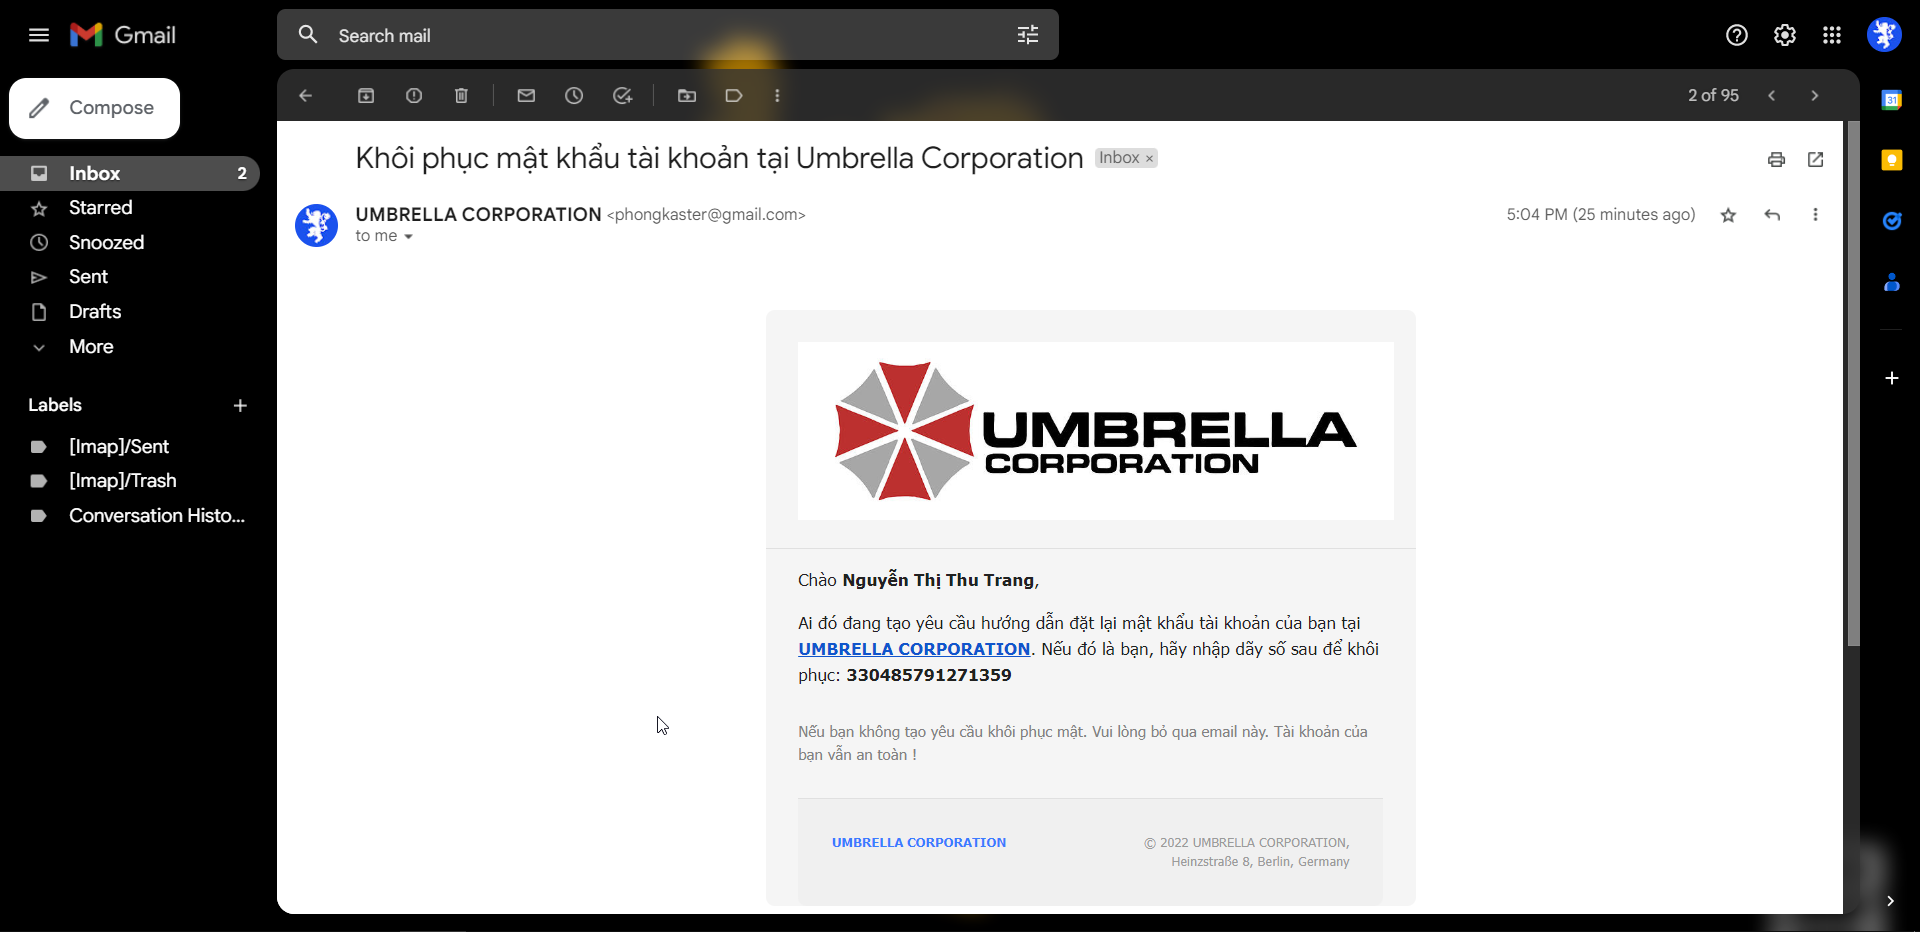 Gmail
Search mail
Compose
2 of 95
Inbox 2
Starred
Snoozed
Sent
Drafts
More
Labels
[Imap]/Sent
[Imap]/Trash
Conversation Histo...
Khôi phục mật khẩu tài khoản tại Umbrella Corporation Inbox ×
UMBRELLA CORPORATION <phongkaster@gmail.com> 5:04 PM (25 minutes ago)
to me
UMBRELLA
CORPORATION
Chào Nguyễn Thị Thu Trang,
Ai đó đang tạo yêu cầu hướng dẫn đặt lại mật khẩu tài khoản của bạn tại
UMBRELLA CORPORATION. Nếu đó là bạn, hãy nhập dãy số sau để khôi
phục: 330485791271359
Nếu bạn không tạo yêu cầu khôi phục mật. Vui lòng bỏ qua email này. Tài khoản của
bạn vẫn an toàn !
UMBRELLA CORPORATION
© 2022 UMBRELLA CORPORATION,
Heinzstraße 8, Berlin, Germany
31